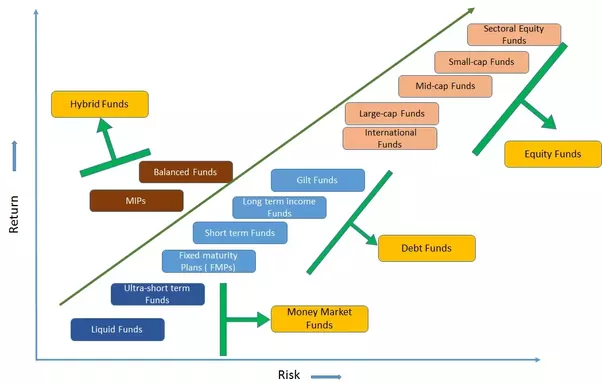 Sectoral Equity
Funds
Small-cap Funds
Mid-cap Funds
Hybrid Funds
Large-cap Funds
International
Funds
Equity Funds
Balanced Funds
Gilt Funds
MIPs
Long term Income
Funds
Return
Short term Funds
Debt Funds
Fixed maturity
Plans ( FMPs)
Ultra-short term
Funds
Money Market
Funds
Liquid Funds
Risk